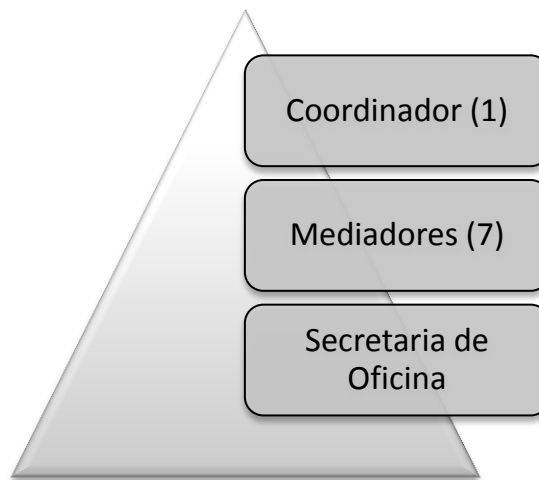 Coordinador (1)
Mediadores (7)
Secretaria de
Oficina